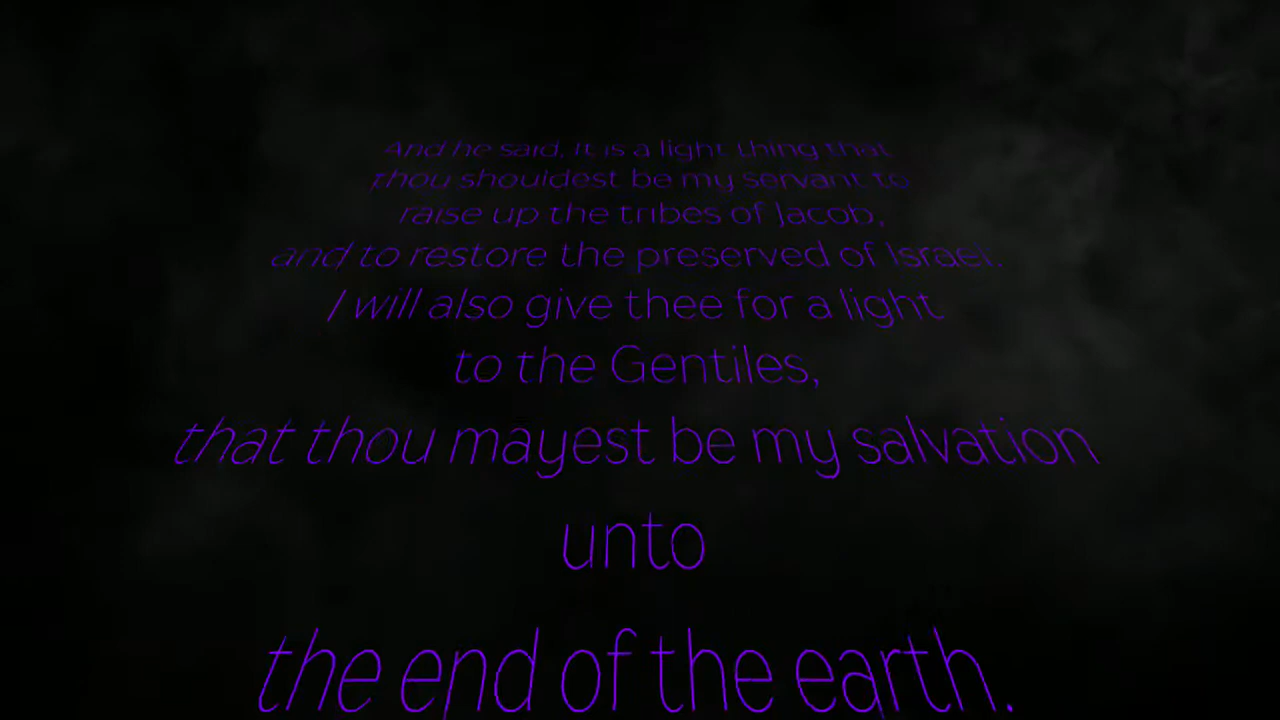 And he said, It is a light thing that
thou shouldest be my servant to
raise up the tribes of Jacob,
and to restore the preserved of Israel:
I will also give thee for a light
to the Gentiles,
that thou mayest be my salvation
unto
the end of the earth.